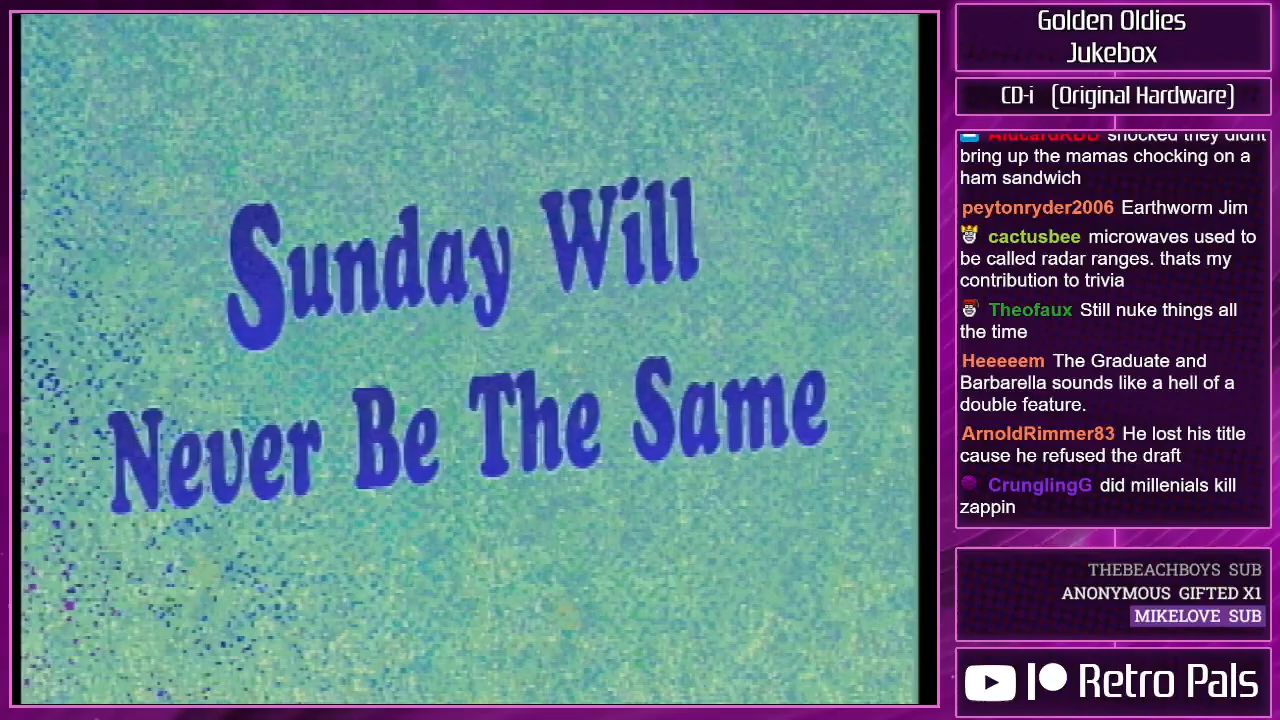 Sunday Will
Never Be The Same
Golden Oldies
Jukebox
CD-i (Original Hardware)
AlucardRDD shocked they didnt
bring up the mamas chocking on a
ham sandwich
peytonryder2006 Earthworm Jim
cactusbee microwaves used to
be called radar ranges. thats my
contribution to trivia
Theofaux Still nuke things all
the time
Heeeeem The Graduate and
Barbarella sounds like a hell of a
double feature.
ArnoldRimmer83 He lost his title
cause he refused the draft
CrunglingG did millenials kill
zappin
THEBEACHBOYS SUB
ANONYMOUS GIFTED X1
MIKELOVE SUB
Retro Pals